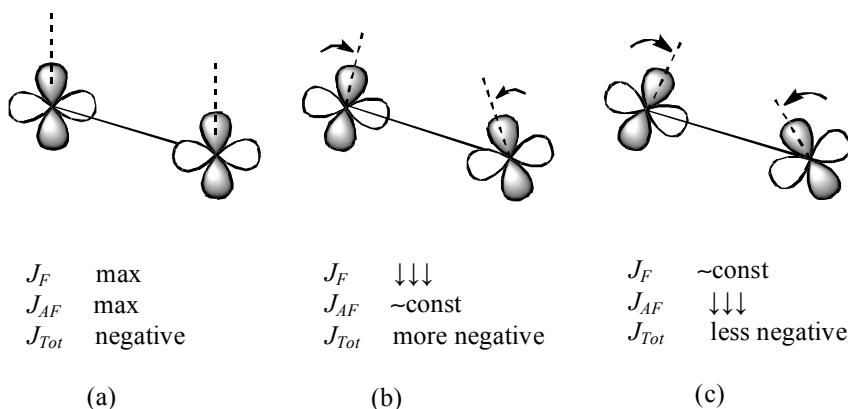 J_F max
J_AF max
J_Tot negative
(a)
J_F ↓↓↓
J_AF ~const
J_Tot more negative
(b)
J_F ~const
J_AF ↓↓↓
J_Tot less negative
(c)